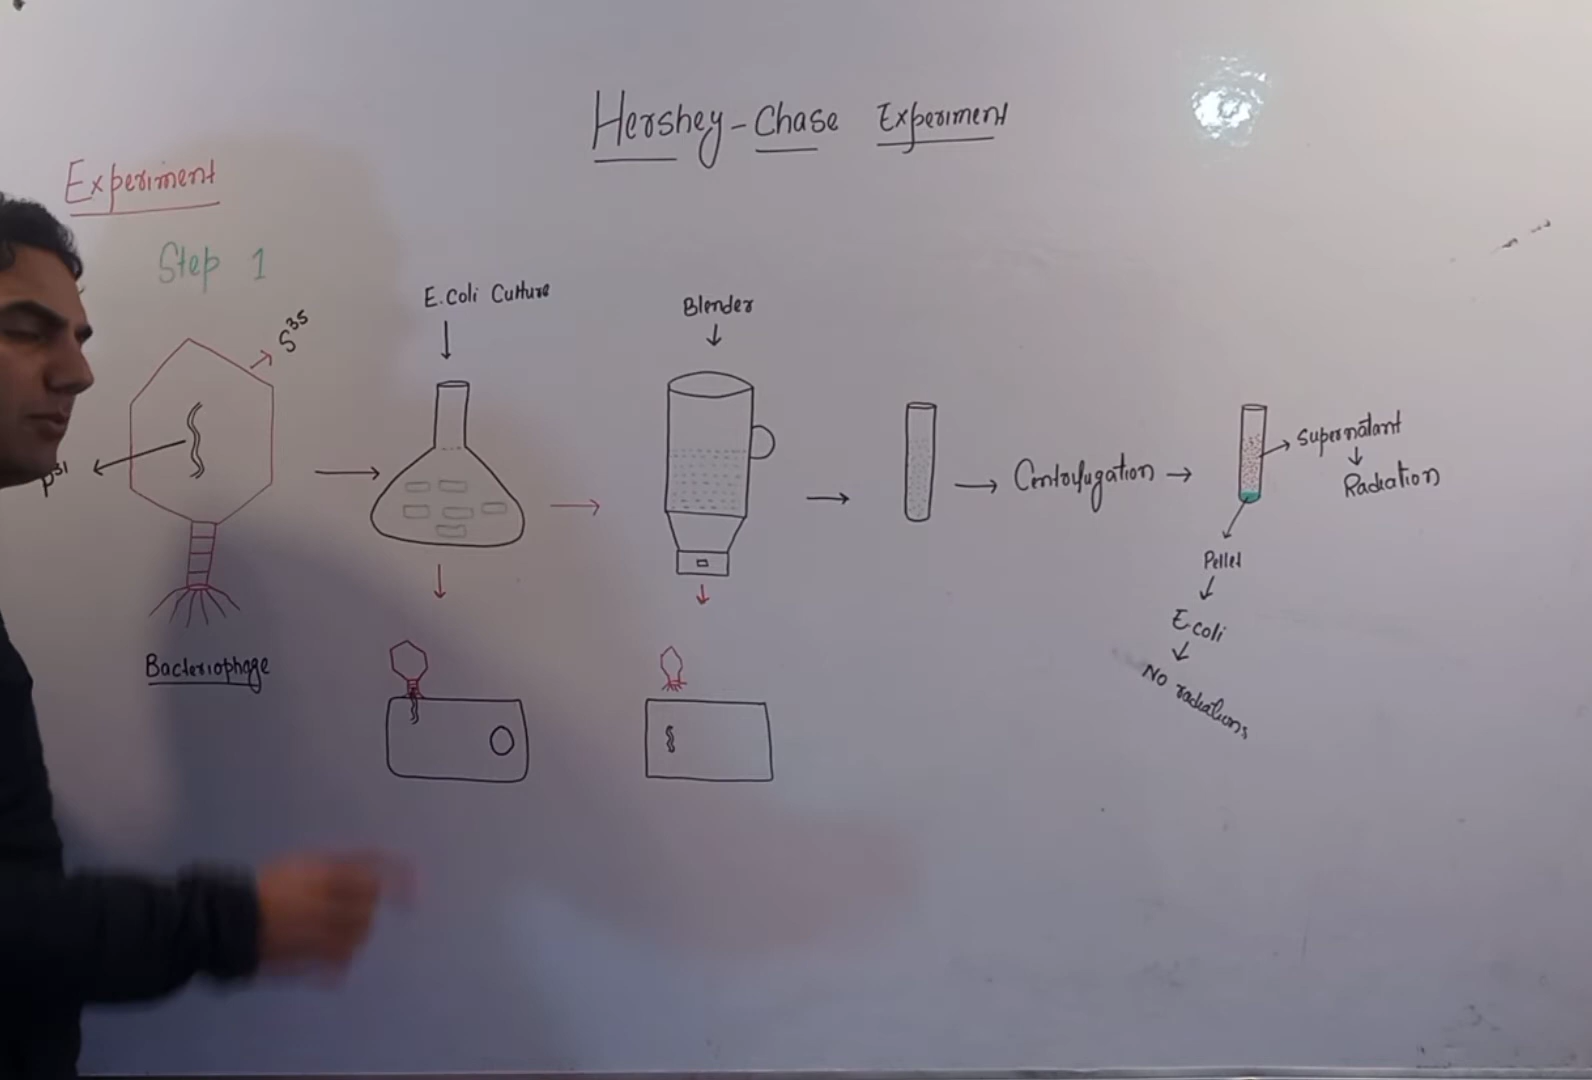 Hershey-Chase Experiment
Experiment
Step 1
S35
P31
Bacteriophage
E.Coli Culture
Blender
Centrifugation
Supernatant
Radiation
Pellet
E.coli
No radiations